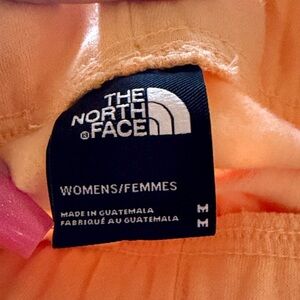 THE
NORTH
®FACE
WOMENS/FEMMES
MADE IN GUATEMALA M
FABRIQUÉ AU GUATEMALA M